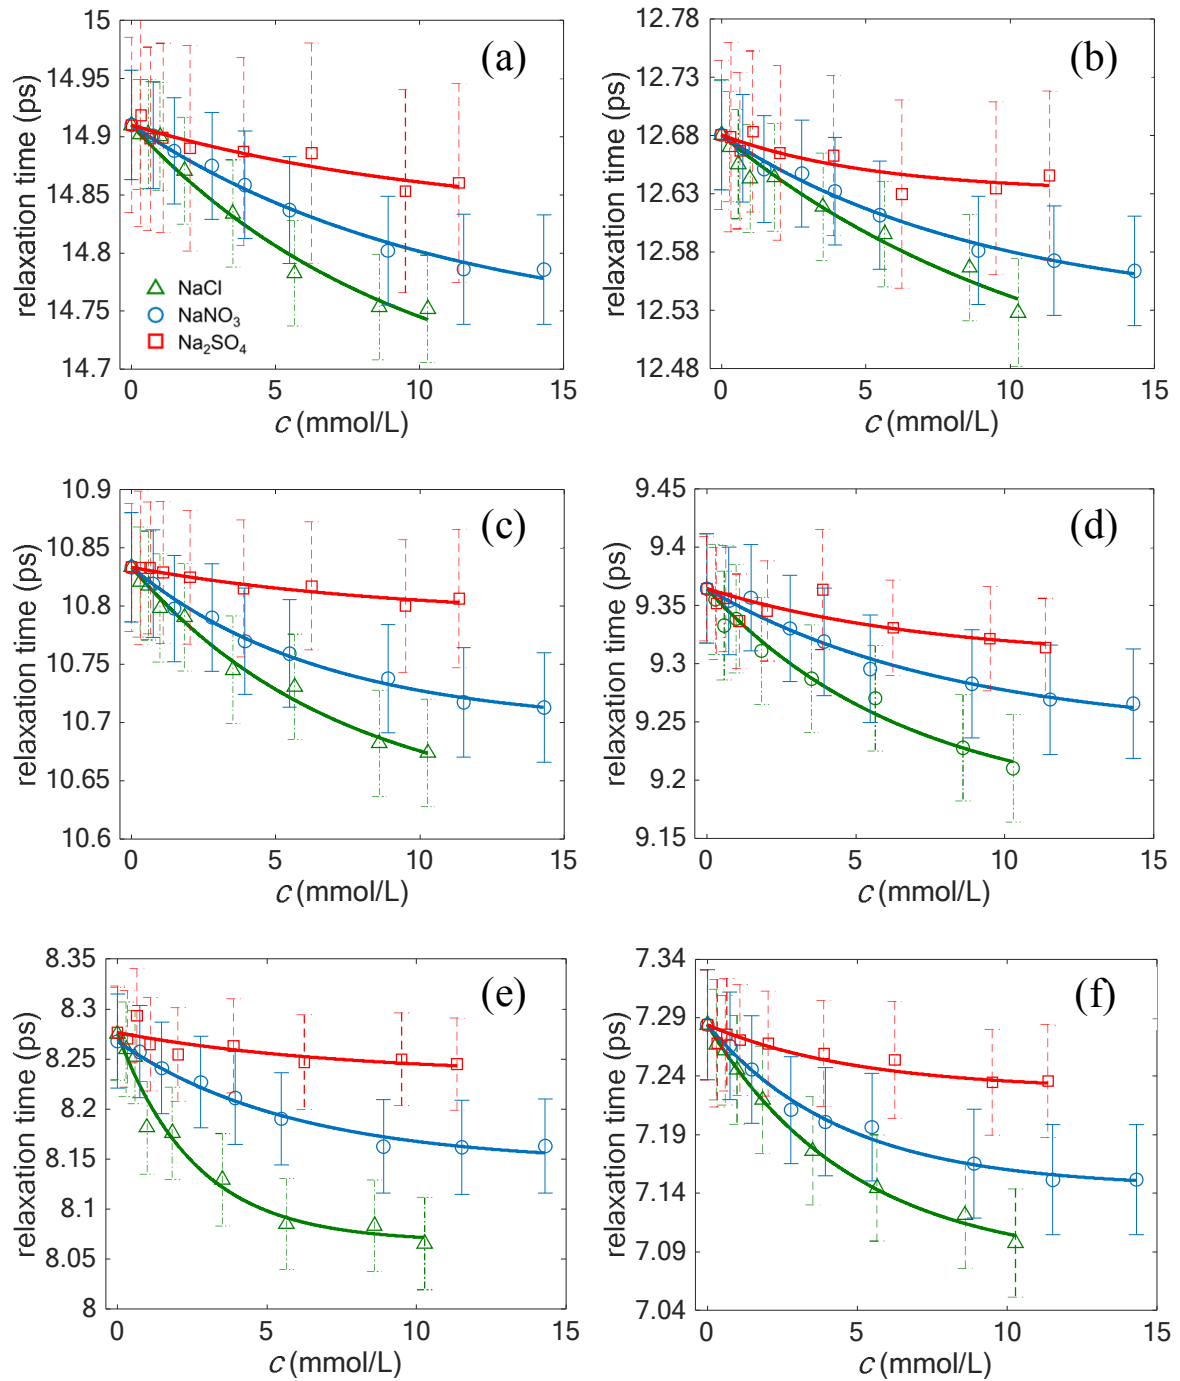 15
14.95
14.9
14.85
14.8
14.75
14.7
relaxation time (ps)
(a)
NaCl
NaNO₃
Na₂SO₄
0 5 10 15
c (mmol/L)
12.78
12.73
12.68
12.63
12.58
12.53
12.48
relaxation time (ps)
(b)
0 5 10 15
c (mmol/L)
10.9
10.85
10.8
10.75
10.7
10.65
10.6
relaxation time (ps)
(c)
0 5 10 15
c (mmol/L)
9.45
9.4
9.35
9.3
9.25
9.2
9.15
relaxation time (ps)
(d)
0 5 10 15
c (mmol/L)
8.35
8.3
8.25
8.2
8.15
8.1
8.05
8
relaxation time (ps)
(e)
0 5 10 15
c (mmol/L)
7.34
7.29
7.24
7.19
7.14
7.09
7.04
relaxation time (ps)
(f)
0 5 10 15
c (mmol/L)